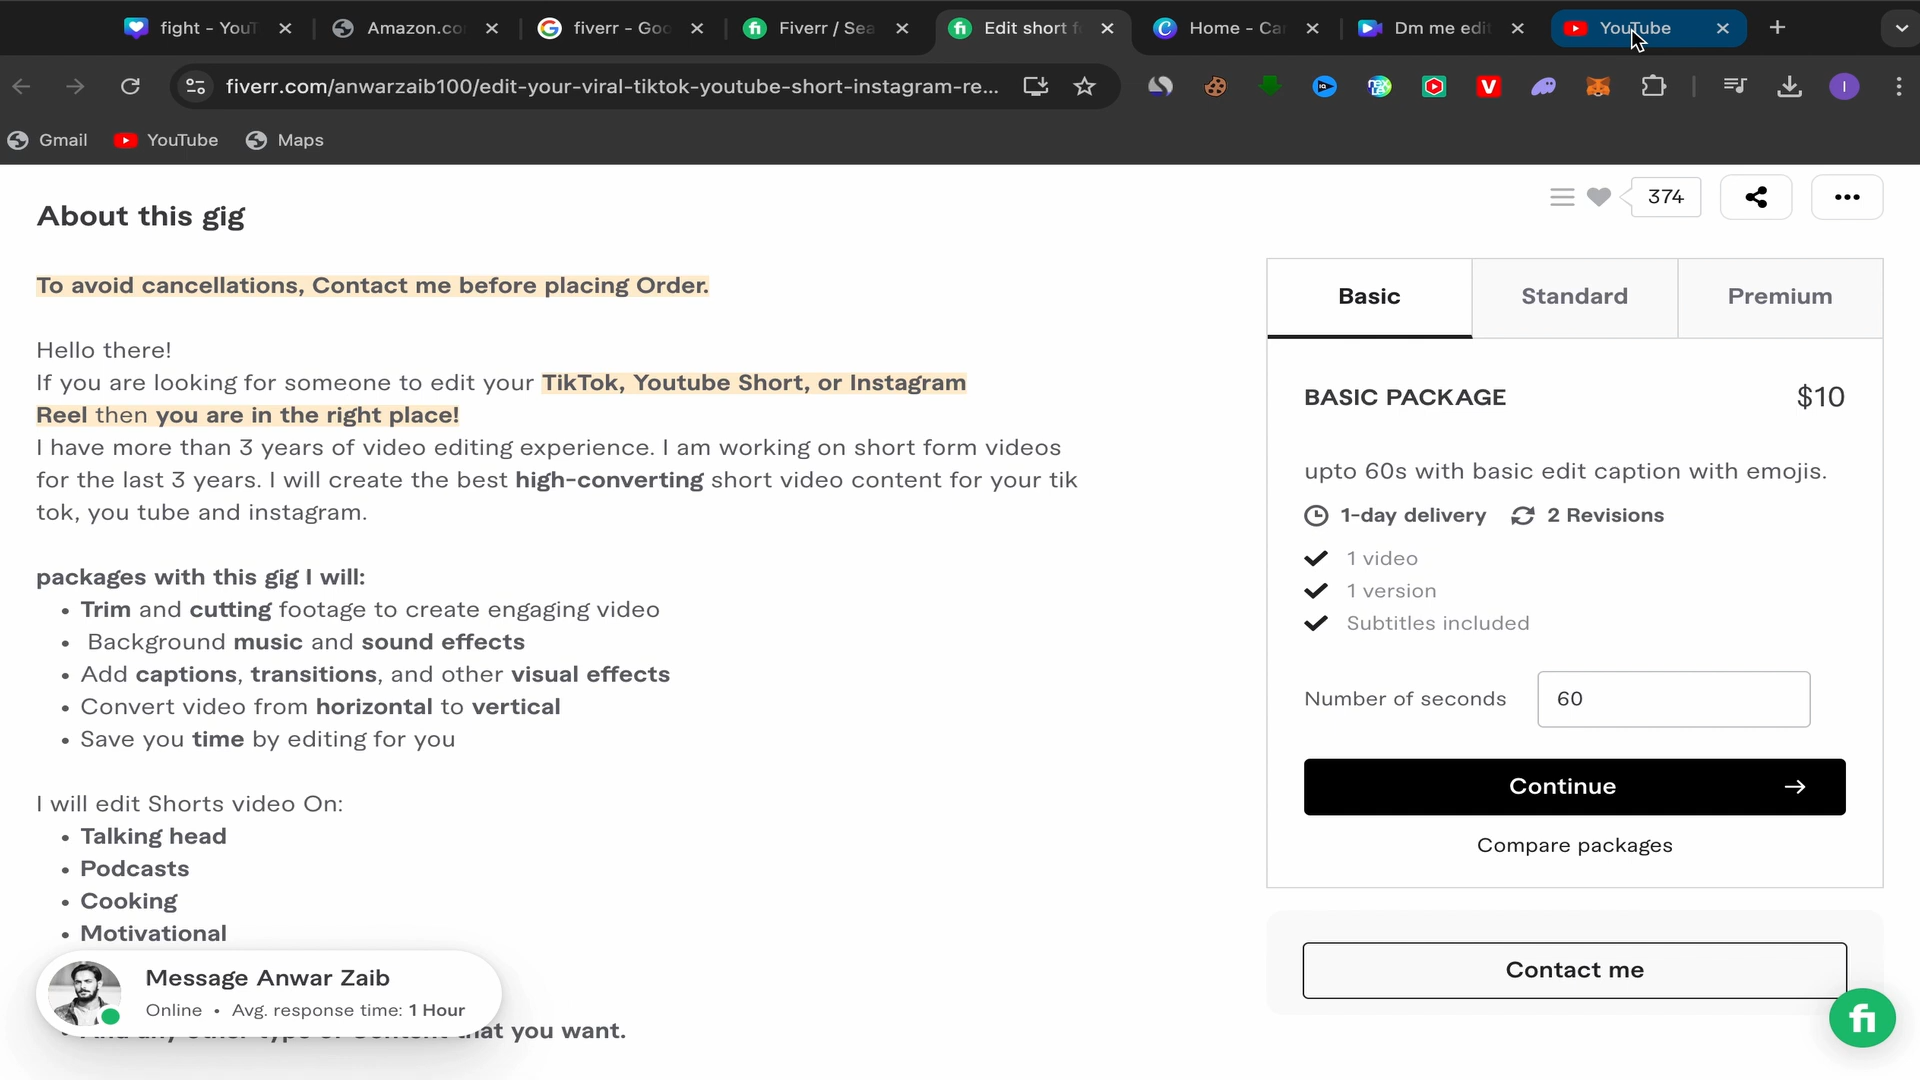 fight - YouT
Amazon.co
fiverr - Goo
Fiverr / Sea
Edit short f
Home - Ca
Dm me edi
YouTube
fiverr.com/anwarzaib100/edit-your-viral-tiktok-youtube-short-instagram-re...
Gmail
YouTube
Maps
About this gig
374
To avoid cancellations, Contact me before placing Order.
Hello there!
If you are looking for someone to edit your TikTok, Youtube Short, or Instagram
Reel then you are in the right place!
I have more than 3 years of video editing experience. I am working on short form videos
for the last 3 years. I will create the best high-converting short video content for your tik
tok, you tube and instagram.
packages with this gig I will:
• Trim and cutting footage to create engaging video
• Background music and sound effects
• Add captions, transitions, and other visual effects
• Convert video from horizontal to vertical
• Save you time by editing for you
I will edit Shorts video On:
• Talking head
• Podcasts
• Cooking
• Motivational
Message Anwar Zaib
Online • Avg. response time: 1 Hour
that you want.
Basic
Standard
Premium
BASIC PACKAGE
$10
upto 60s with basic edit caption with emojis.
1-day delivery
2 Revisions
1 video
1 version
Subtitles included
Number of seconds
60
Continue →
Compare packages
Contact me
fi